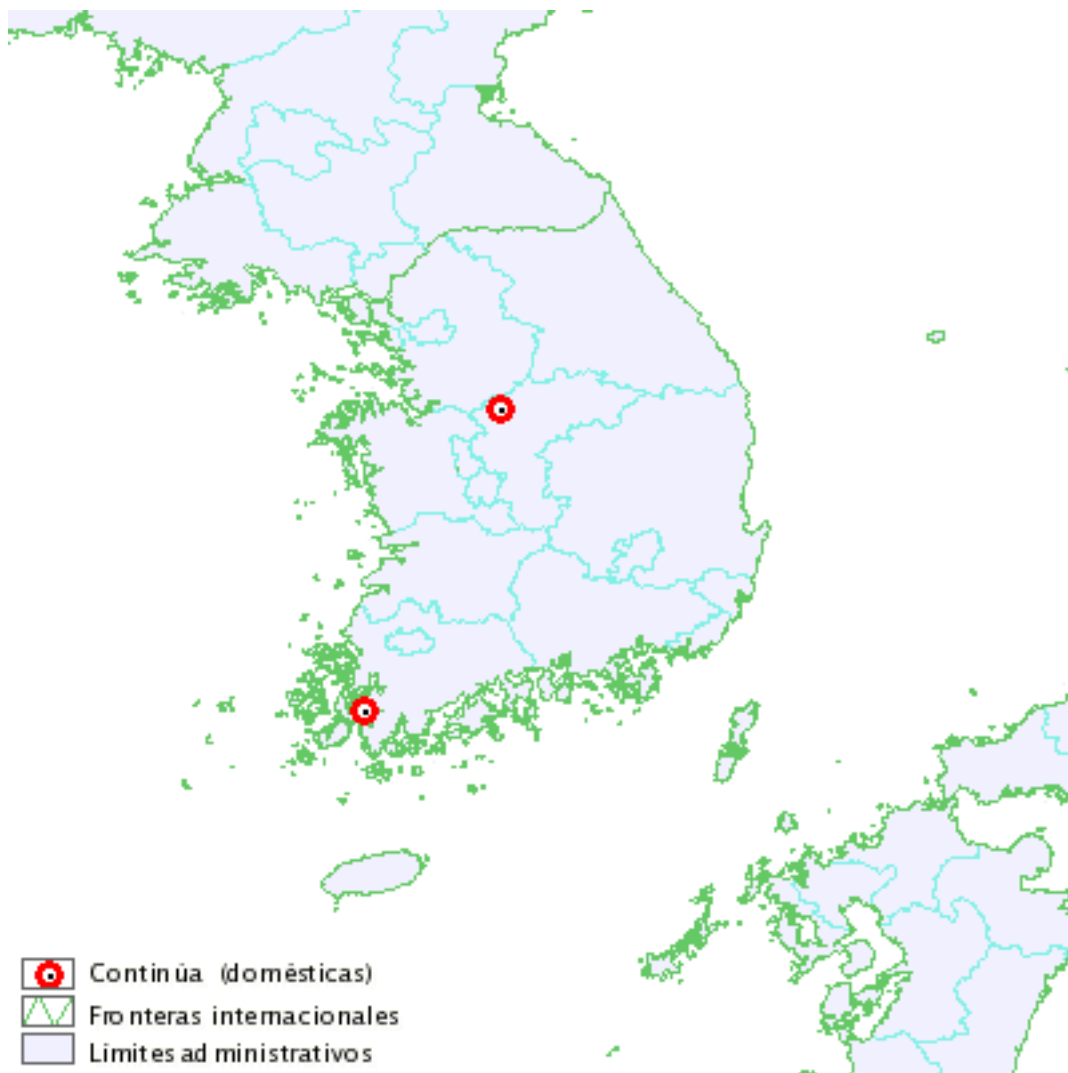 Continúa (domésticas)
Fronteras internacionales
Límites administrativos